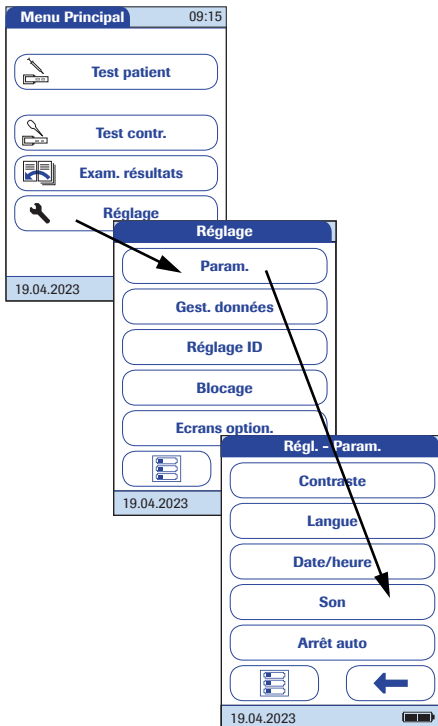 Menu Principal 09:15
Test patient
Test contr.
Exam. résultats
Réglage
19.04.2023
Réglage
Param.
Gest. données
Réglage ID
Blocage
Ecrans option.
19.04.2023
Régl. - Param.
Contraste
Langue
Date/heure
Son
Arrêt auto
19.04.2023